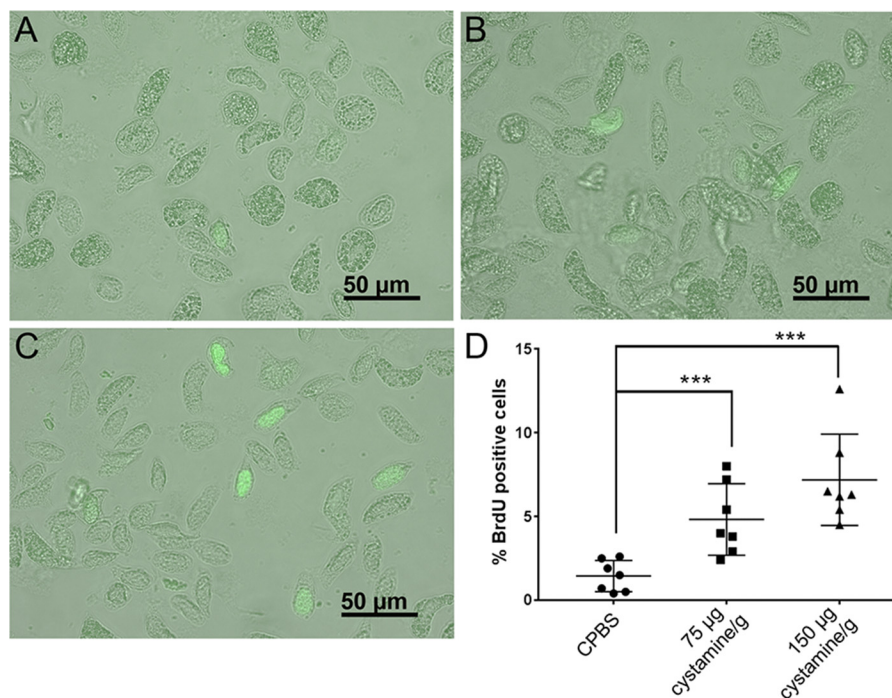 A
50 µm
B
50 µm
C
50 µm
D
% BrdU positive cells
15
10
5
0
***
***
CPBS
75 µg
cystamine/g
150 µg
cystamine/g